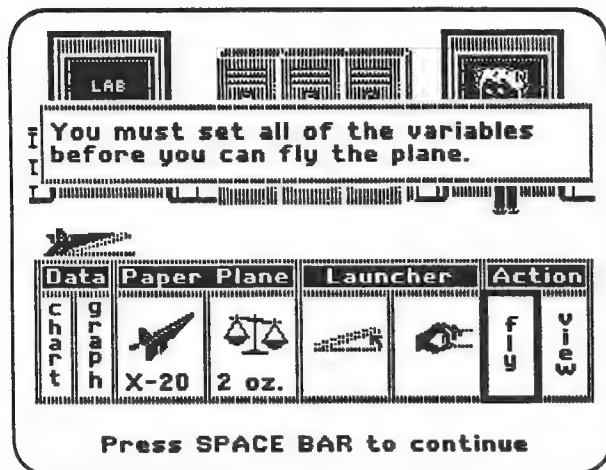 LAB
You must set all of the variables
before you can fly the plane.
Data Paper Plane Launcher Action
chart graph fly view
X-20 2 oz.
Press SPACE BAR to continue